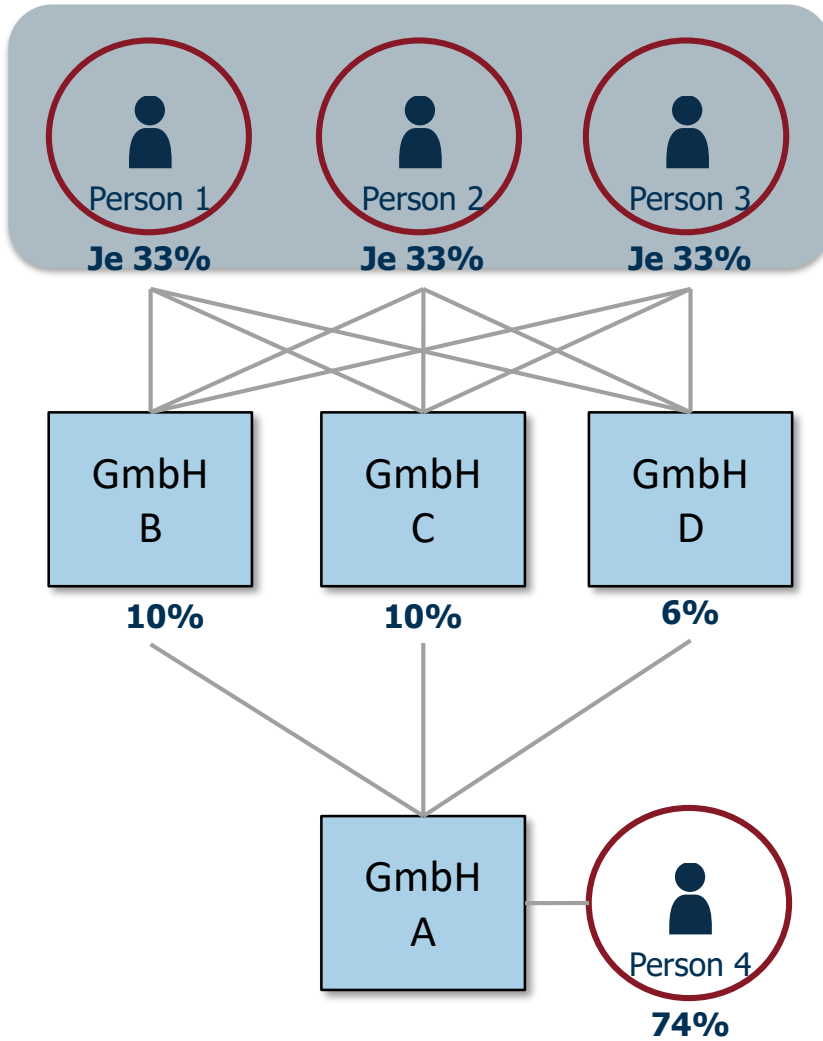 Person 1
Person 2
Person 3
Je 33%
Je 33%
Je 33%
GmbH
B
GmbH
C
GmbH
D
10%
10%
6%
GmbH
A
Person 4
74%